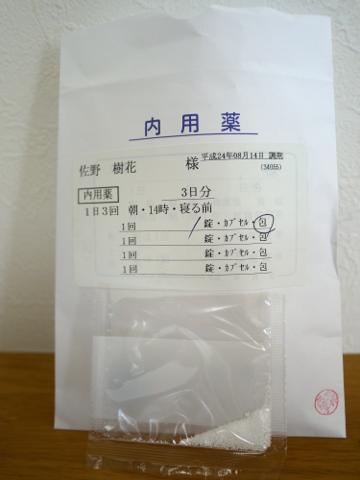 内用薬
平成24年08月14日 調剤
佐野 樹花 様 (34055)
内用薬 3日分
1日3回 朝・14時・寝る前
1回 / 錠・ｶﾌﾟｾﾙ・包
1回 錠・ｶﾌﾟｾﾙ・包
1回 錠・ｶﾌﾟｾﾙ・包
1回 錠・ｶﾌﾟｾﾙ・包